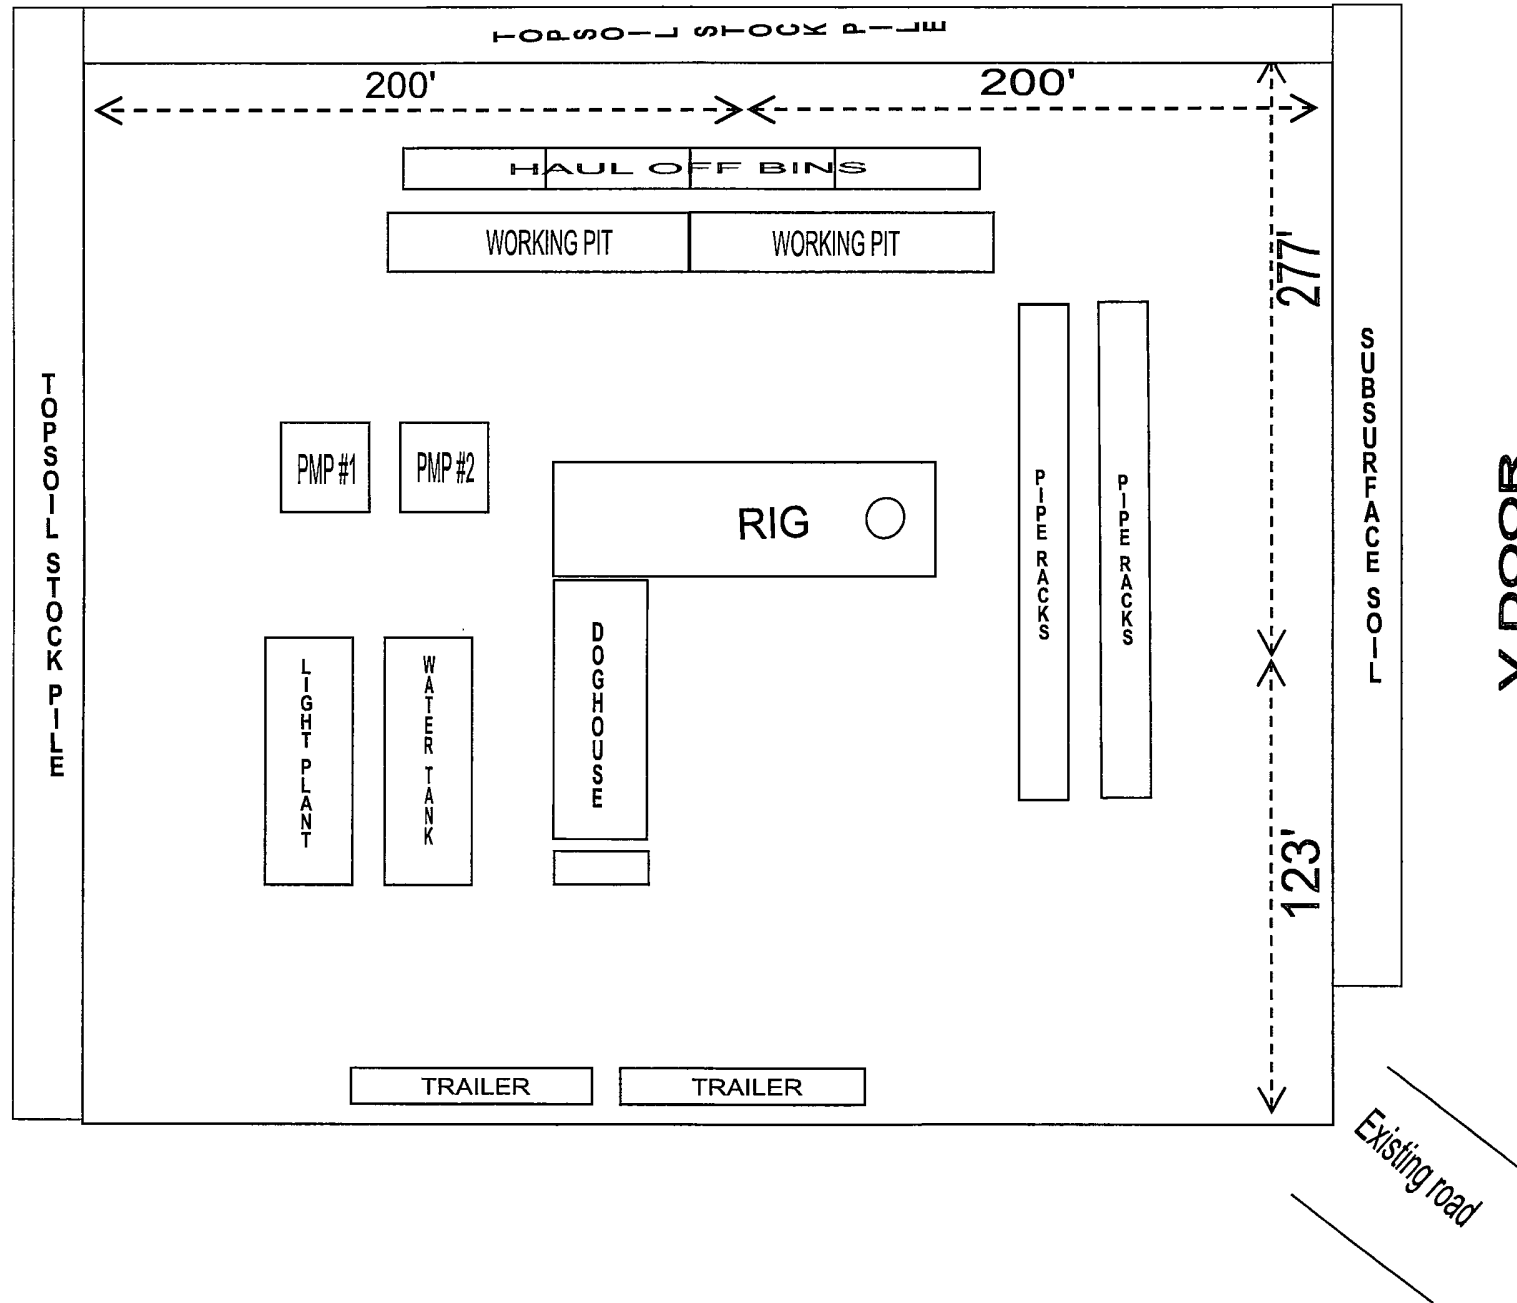 TOPSOIL STOCK PILE
200'
200'
HAUL OFF BINS
WORKING PIT
WORKING PIT
277'
TOPSOIL STOCK PILE
SUBSURFACE SOIL
V DOOR
PMP #1
PMP #2
RIG
PIPE RACKS
PIPE RACKS
LIGHT PLANT
WATER TANK
DOGHOUSE
123'
TRAILER
TRAILER
Existing road